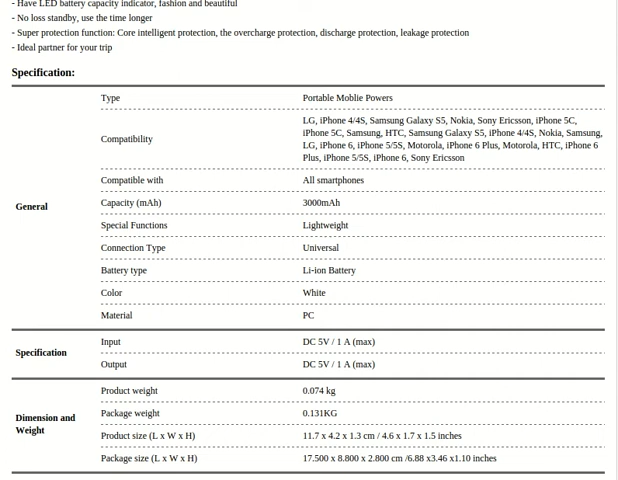 - Have LED battery capacity indicator, fashion and beautiful
- No loss standby, use the time longer
- Super protection function: Core intelligent protection, the overcharge protection, discharge protection, leakage protection
- Ideal partner for your trip
Specification:
General
Type Portable Moblie Powers
Compatibility LG, iPhone 4/4S, Samsung Galaxy S5, Nokia, Sony Ericsson, iPhone 5C,
iPhone 5C, Samsung, HTC, Samsung Galaxy S5, iPhone 4/4S, Nokia, Samsung,
LG, iPhone 6, iPhone 5/5S, Motorola, iPhone 6 Plus, Motorola, HTC, iPhone 6
Plus, iPhone 5/5S, iPhone 6, Sony Ericsson
Compatible with All smartphones
Capacity (mAh) 3000mAh
Special Functions Lightweight
Connection Type Universal
Battery type Li-ion Battery
Color White
Material PC
Specification
Input DC 5V / 1 A (max)
Output DC 5V / 1 A (max)
Dimension and
Weight
Product weight 0.074 kg
Package weight 0.131KG
Product size (L x W x H) 11.7 x 4.2 x 1.3 cm / 4.6 x 1.7 x 1.5 inches
Package size (L x W x H) 17.500 x 8.800 x 2.800 cm /6.88 x3.46 x1.10 inches